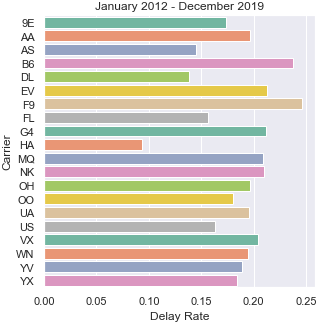 January 2012 - December 2019
Carrier
9E
AA
AS
B6
DL
EV
F9
FL
G4
HA
MQ
NK
OH
OO
UA
US
VX
WN
YV
YX
0.00 0.05 0.10 0.15 0.20 0.25
Delay Rate